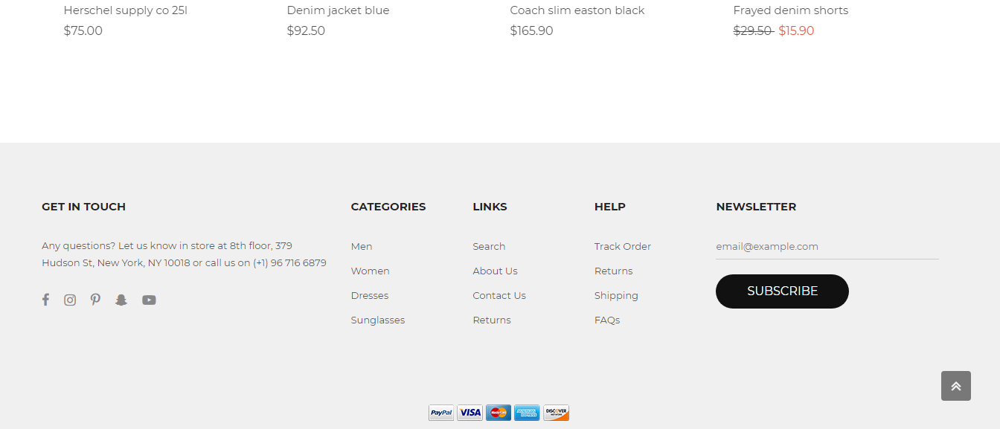 Herschel supply co 25l
$75.00
Denim jacket blue
$92.50
Coach slim easton black
$165.90
Frayed denim shorts
$29.50 $15.90
GET IN TOUCH
Any questions? Let us know in store at 8th floor, 379
Hudson St, New York, NY 10018 or call us on (+1) 96 716 6879
CATEGORIES
Men
Women
Dresses
Sunglasses
LINKS
Search
About Us
Contact Us
Returns
HELP
Track Order
Returns
Shipping
FAQs
NEWSLETTER
email@example.com
SUBSCRIBE
PayPal
VISA
MasterCard
AMERICAN EXPRESS
DISCOVER NETWORK